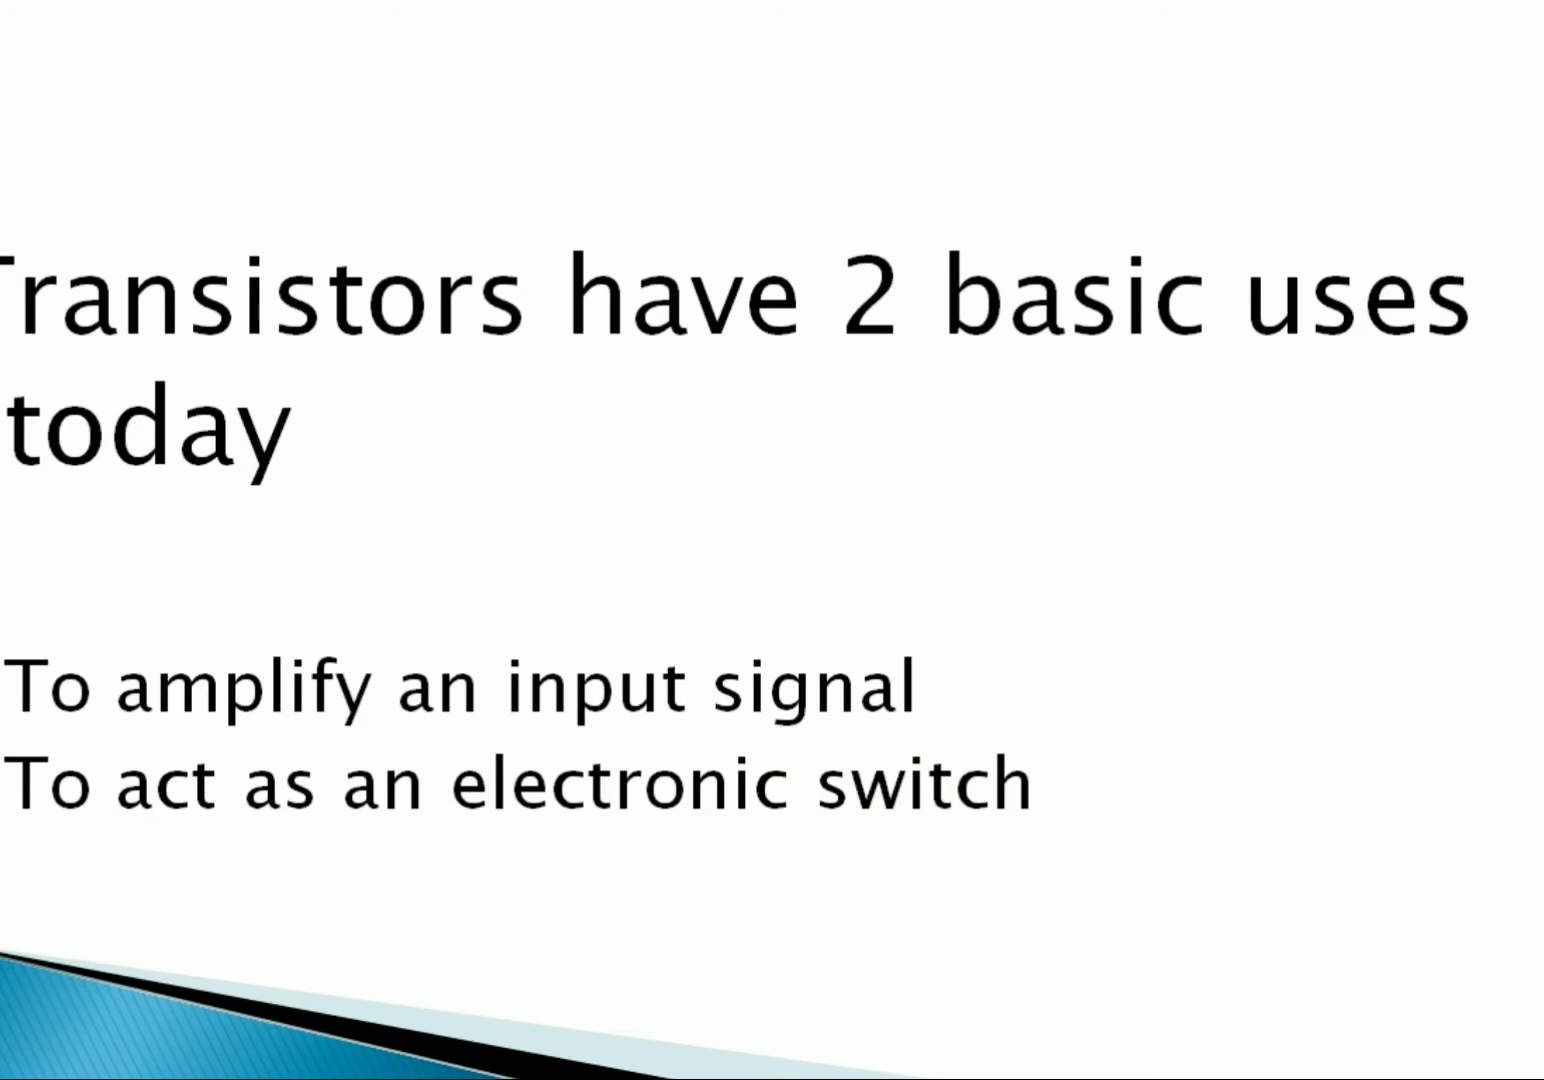 Transistors have 2 basic uses
today
To amplify an input signal
To act as an electronic switch